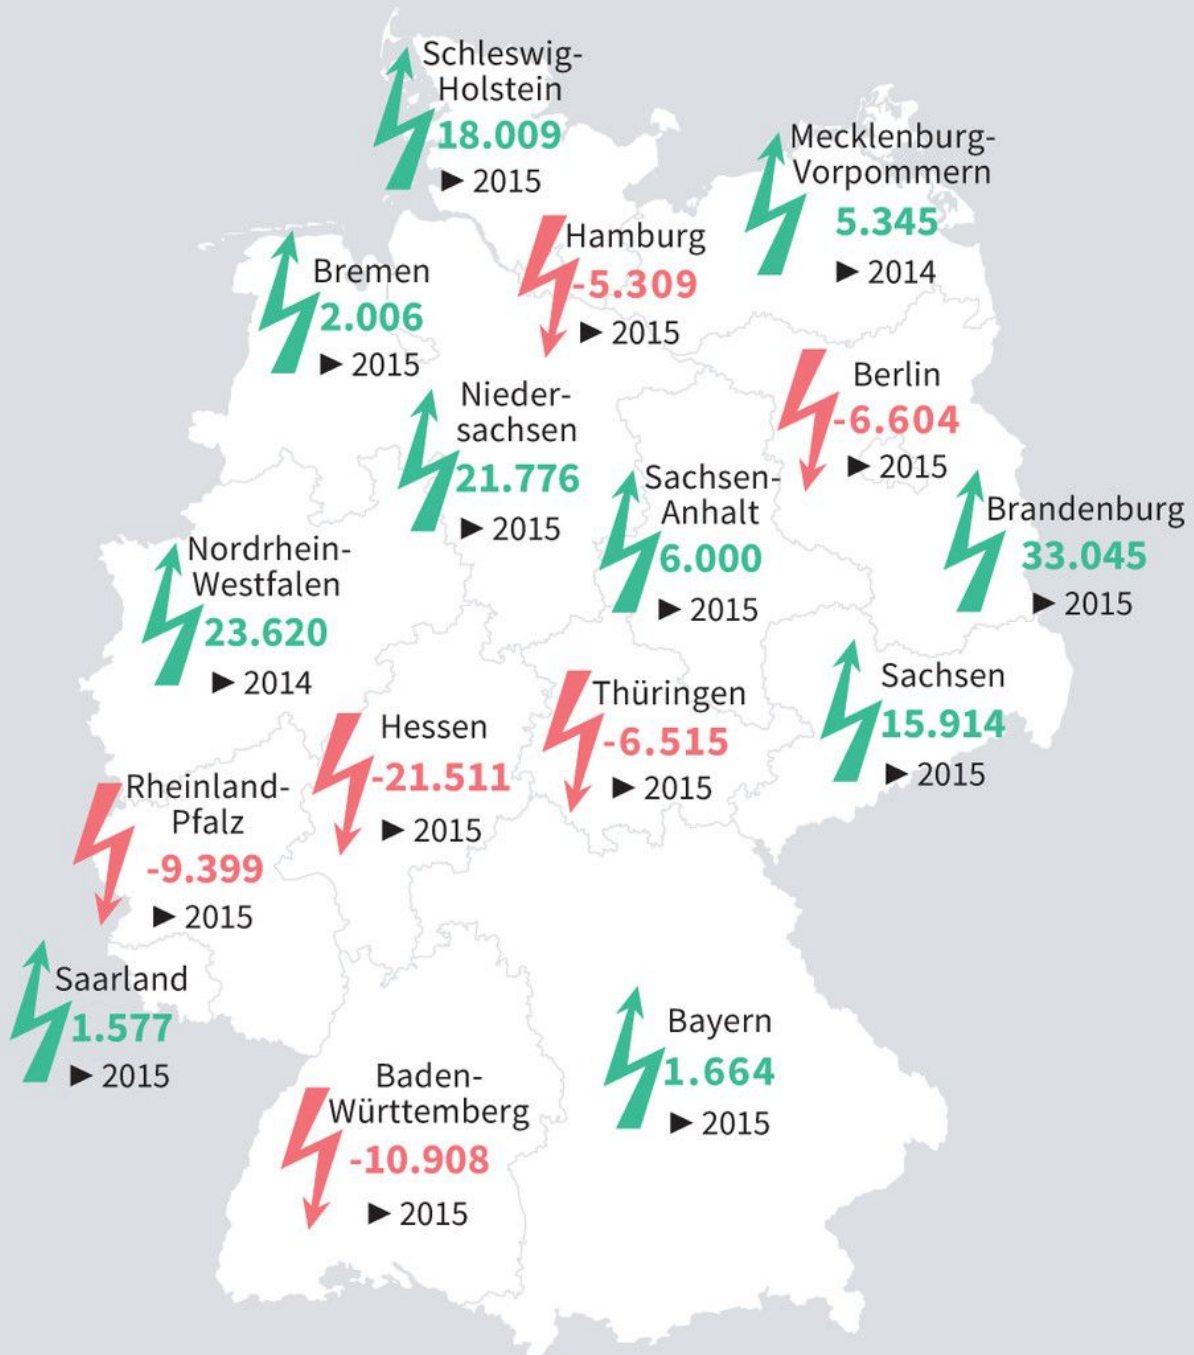 Schleswig-
Holstein
18.009
► 2015
Mecklenburg-
Vorpommern
5.345
► 2014
Hamburg
-5.309
► 2015
Bremen
2.006
► 2015
Berlin
-6.604
► 2015
Nieder-
sachsen
21.776
► 2015
Sachsen-
Anhalt
6.000
► 2015
Brandenburg
33.045
► 2015
Nordrhein-
Westfalen
23.620
► 2014
Sachsen
15.914
► 2015
Thüringen
-6.515
► 2015
Hessen
-21.511
► 2015
Rheinland-
Pfalz
-9.399
► 2015
Saarland
1.577
► 2015
Bayern
1.664
► 2015
Baden-
Württemberg
-10.908
► 2015